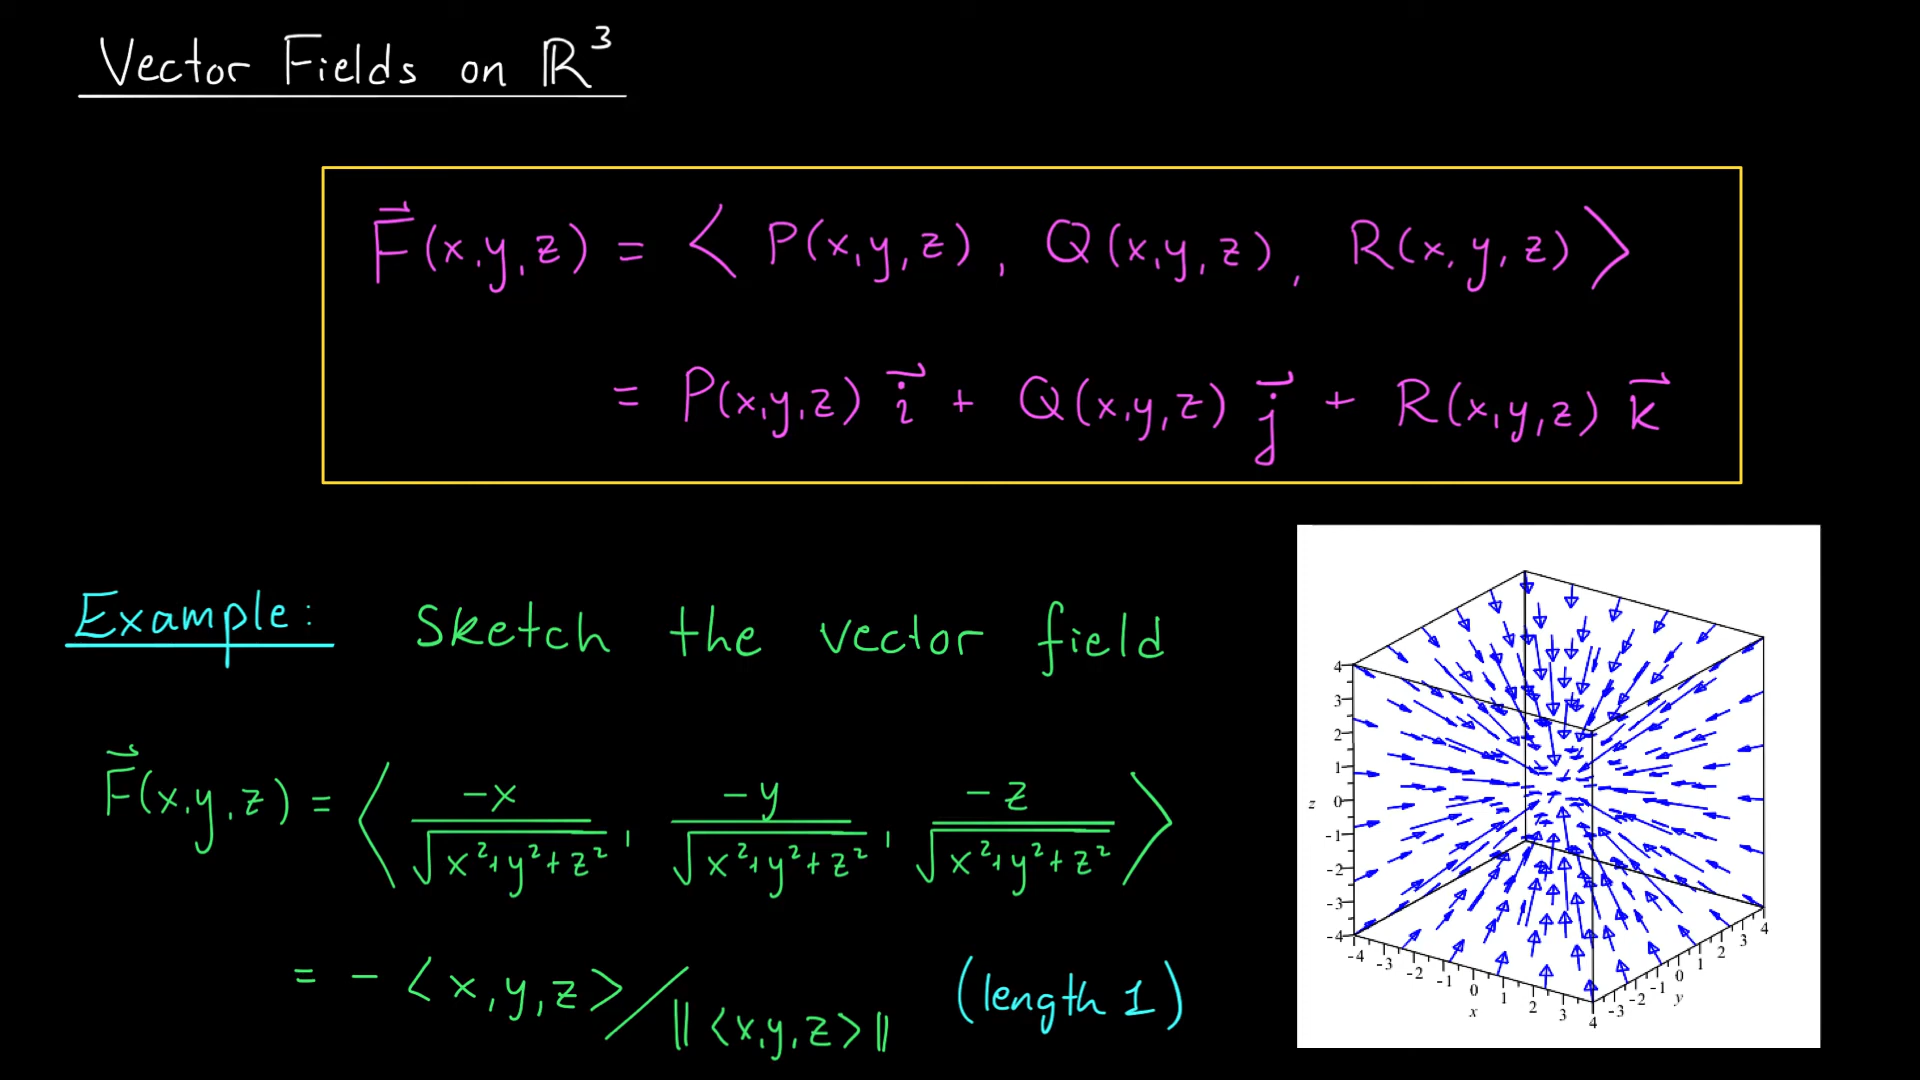 Vector Fields on ℝ³
F⃗(x,y,z) = ⟨ P(x,y,z), Q(x,y,z), R(x,y,z) ⟩
= P(x,y,z) i⃗ + Q(x,y,z) j⃗ + R(x,y,z) k⃗
Example: Sketch the vector field
F⃗(x,y,z) = ⟨ -x/√(x²+y²+z²), -y/√(x²+y²+z²), -z/√(x²+y²+z²) ⟩
= - ⟨x,y,z⟩ / ‖⟨x,y,z⟩‖ (length 1)
4
3
2
1
z 0
-1
-2
-3
-4
-4 -3 -2 -1 0 1 2 3 4
x
-3 -2 -1 0 1 2 3 4
y